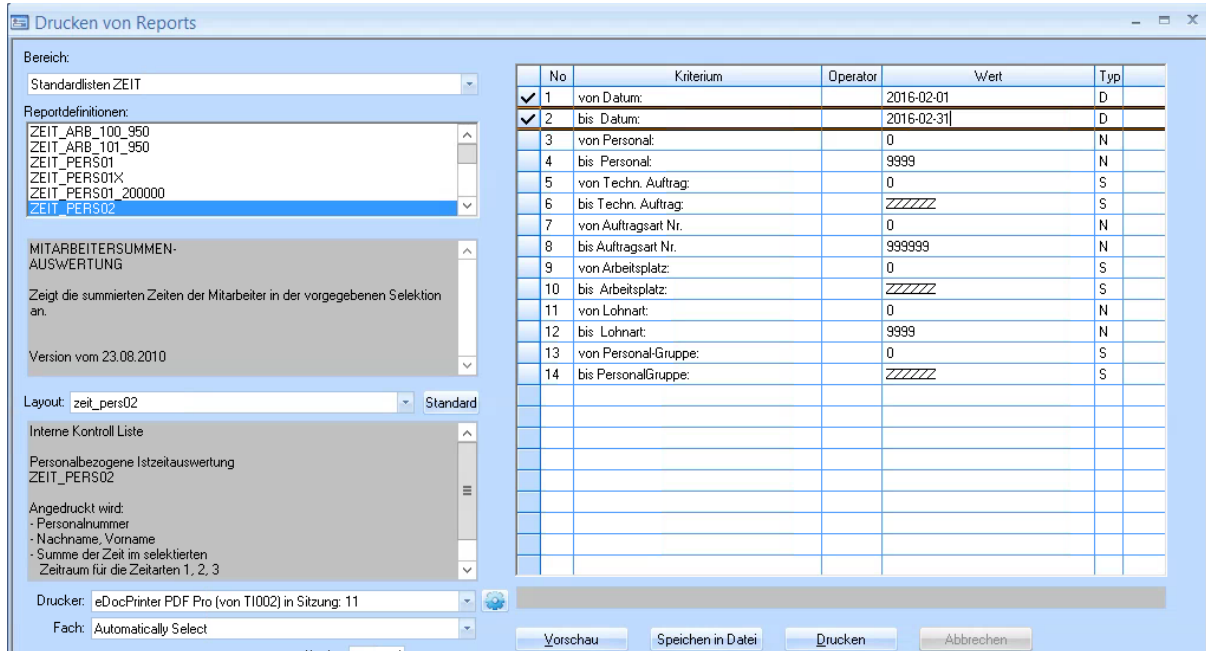 Drucken von Reports
Bereich:
Standardlisten ZEIT
Reportdefinitionen:
ZEIT_ARB_100_950
ZEIT_ARB_101_950
ZEIT_PERS01
ZEIT_PERS01X
ZEIT_PERS01_200000
ZEIT_PERS02
MITARBEITERSUMMEN-
AUSWERTUNG
Zeigt die summierten Zeiten der Mitarbeiter in der vorgegebenen Selektion
an.
Version vom 23.08.2010
Layout: zeit_pers02 Standard
Interne Kontroll Liste
Personalbezogene Istzeitauswertung
ZEIT_PERS02
Angedruckt wird:
- Personalnummer
- Nachname, Vorname
- Summe der Zeit im selektierten
Zeitraum für die Zeitarten 1, 2, 3
Drucker: eDocPrinter PDF Pro (von TI002) in Sitzung: 11
Fach: Automatically Select
No Kriterium Operator Wert Typ
1 von Datum: 2016-02-01 D
2 bis Datum: 2016-02-31 D
3 von Personal: 0 N
4 bis Personal: 9999 N
5 von Techn. Auftrag: 0 S
6 bis Techn. Auftrag: ZZZZZZ S
7 von Auftragsart Nr. 0 N
8 bis Auftragsart Nr. 999999 N
9 von Arbeitsplatz: 0 S
10 bis Arbeitsplatz: ZZZZZZ S
11 von Lohnart: 0 N
12 bis Lohnart: 9999 N
13 von Personal-Gruppe: 0 S
14 bis PersonalGruppe: ZZZZZZ S
Vorschau Speichen in Datei Drucken Abbrechen